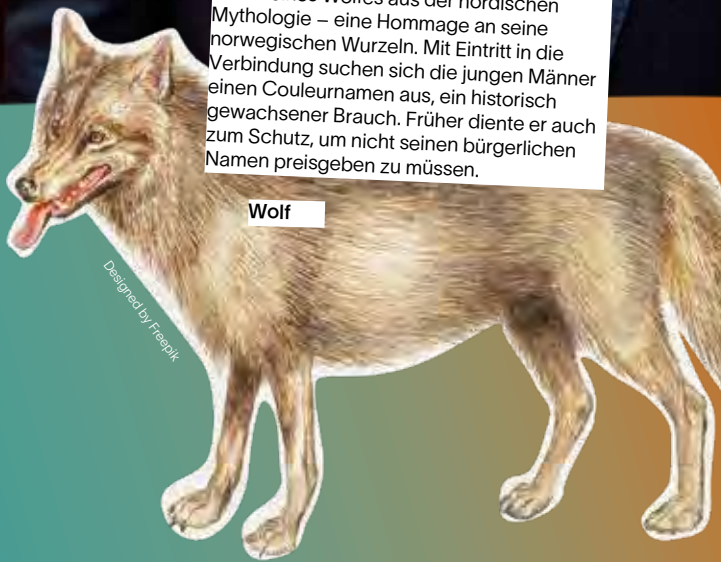 Wolfes aus der nordischen
Mythologie – eine Hommage an seine
norwegischen Wurzeln. Mit Eintritt in die
Verbindung suchen sich die jungen Männer
einen Couleurnamen aus, ein historisch
gewachsener Brauch. Früher diente er auch
zum Schutz, um nicht seinen bürgerlichen
Namen preisgeben zu müssen.
Wolf
Designed by Freepik